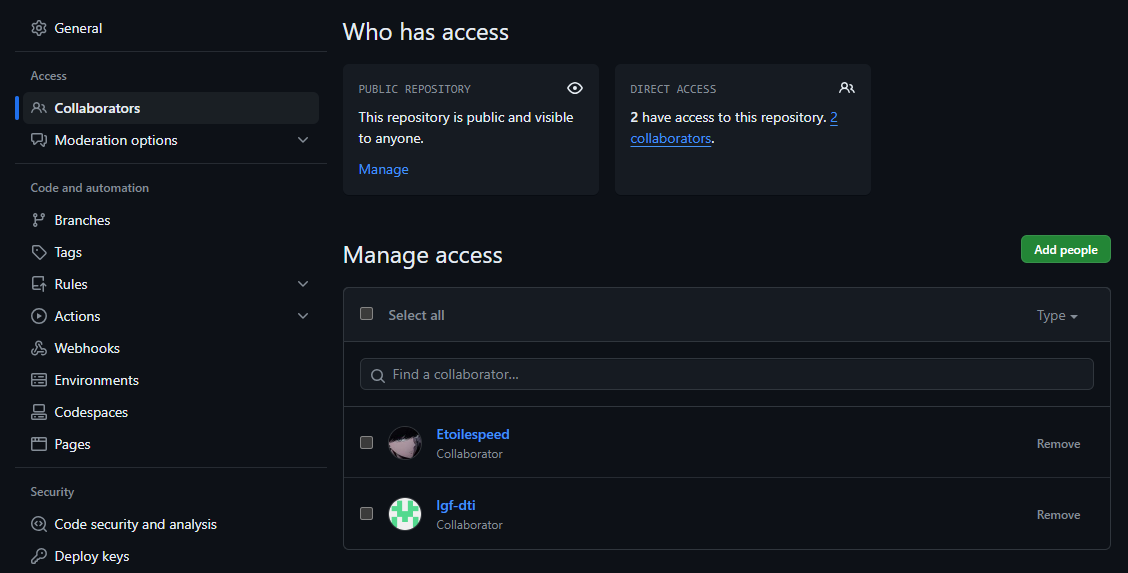 General
Access
Collaborators
Moderation options
Code and automation
Branches
Tags
Rules
Actions
Webhooks
Environments
Codespaces
Pages
Security
Code security and analysis
Deploy keys
Who has access
PUBLIC REPOSITORY
This repository is public and visible
to anyone.
Manage
DIRECT ACCESS
2 have access to this repository. 2
collaborators.
Manage access
Add people
Select all
Type
Find a collaborator...
Etoilespeed
Collaborator
Remove
lgf-dti
Collaborator
Remove